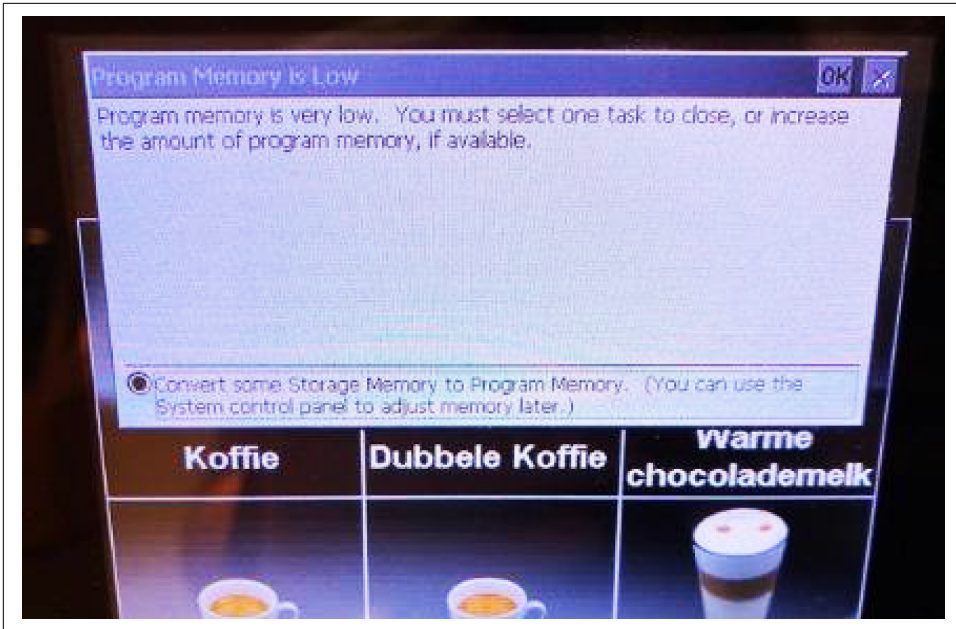 Program Memory is Low
OK
Program memory is very low. You must select one task to close, or increase
the amount of program memory, if available.
Convert some Storage Memory to Program Memory. (You can use the
System control panel to adjust memory later.)
Koffie
Dubbele Koffie
Warme
chocolademelk